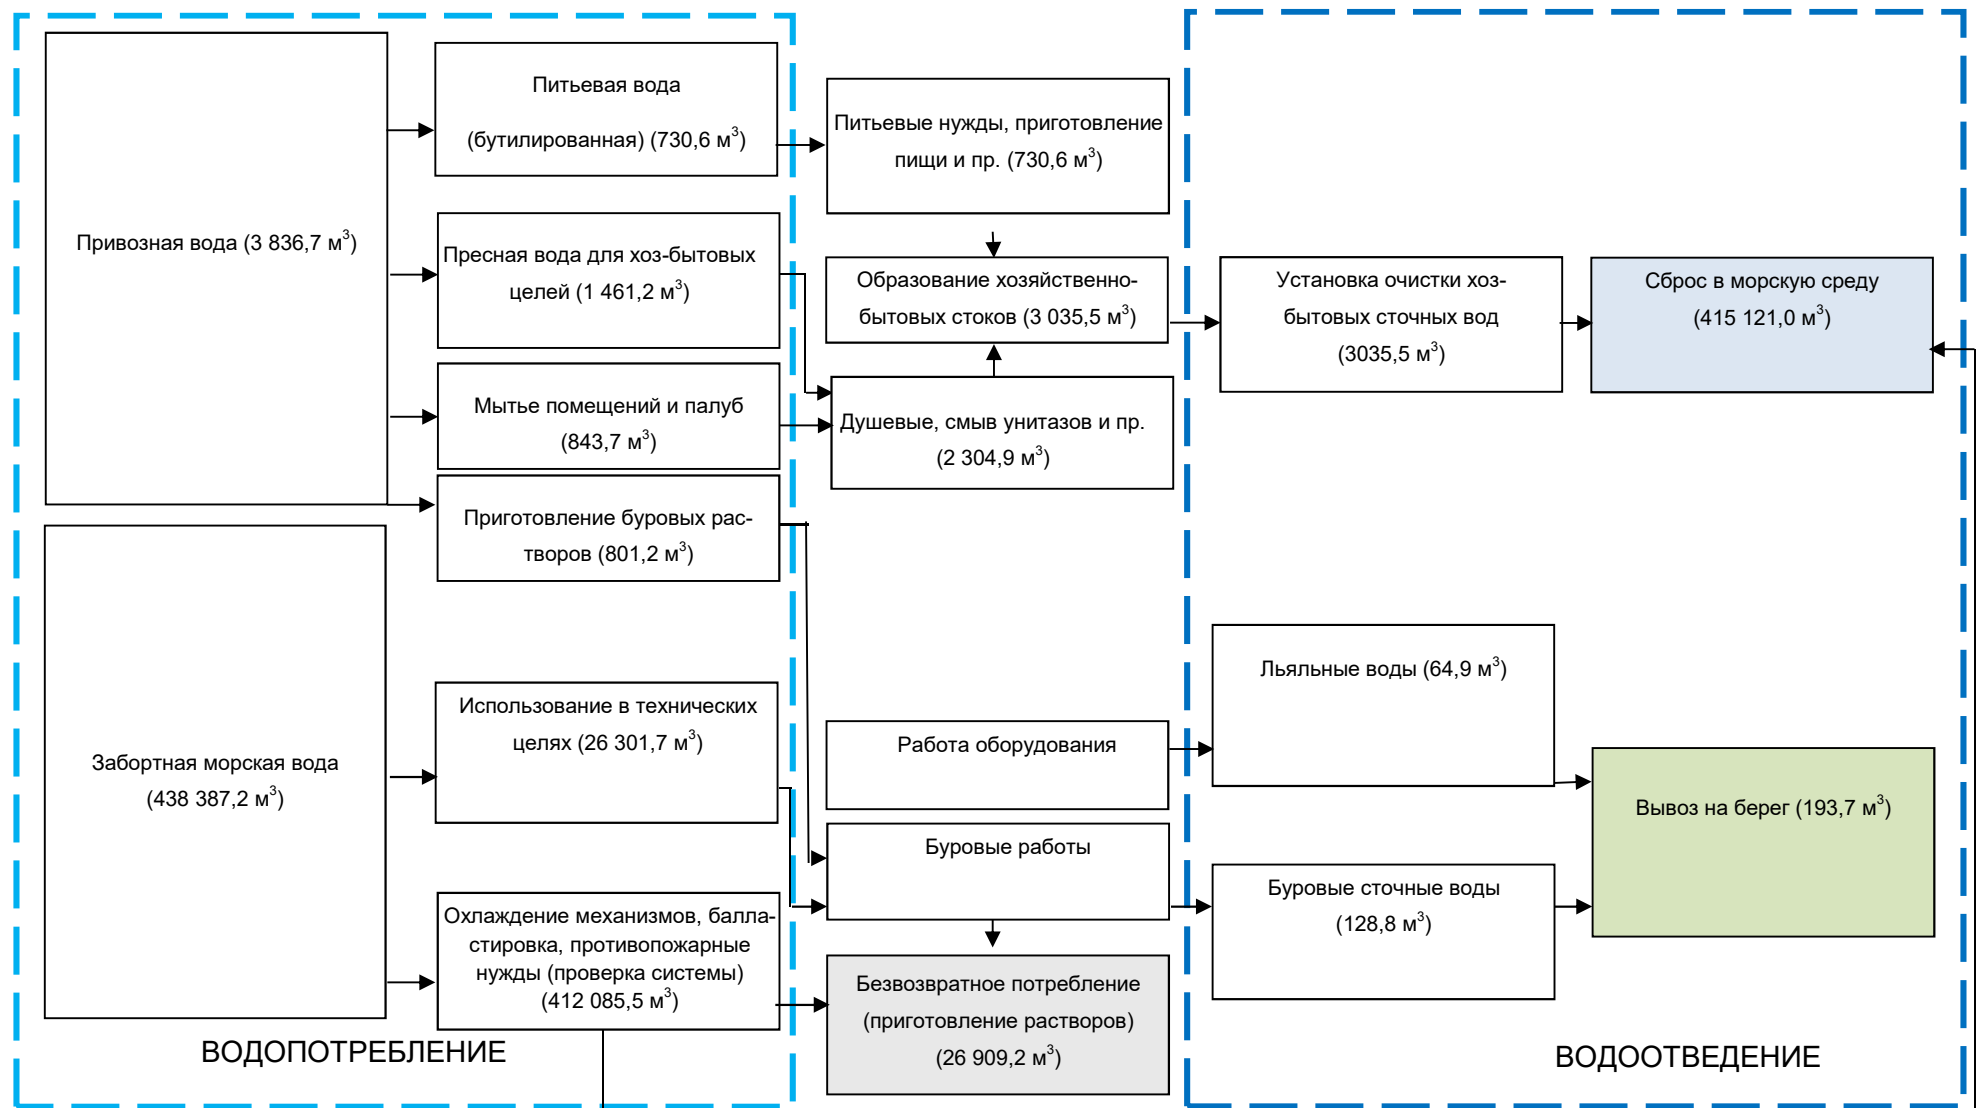 Привозная вода (3 836,7 м³)
Питьевая вода
(бутилированная) (730,6 м³)
Питьевые нужды, приготовление
пищи и пр. (730,6 м³)
Пресная вода для хоз-бытовых
целей (1 461,2 м³)
Образование хозяйственно-
бытовых стоков (3 035,5 м³)
Установка очистки хоз-
бытовых сточных вод
(3035,5 м³)
Сброс в морскую среду
(415 121,0 м³)
Мытье помещений и палуб
(843,7 м³)
Душевые, смыв унитазов и пр.
(2 304,9 м³)
Приготовление буровых рас-
творов (801,2 м³)
Забортная морская вода
(438 387,2 м³)
Использование в технических
целях (26 301,7 м³)
Работа оборудования
Льяльные воды (64,9 м³)
Вывоз на берег (193,7 м³)
Буровые работы
Буровые сточные воды
(128,8 м³)
Охлаждение механизмов, балла-
стировка, противопожарные
нужды (проверка системы)
(412 085,5 м³)
Безвозвратное потребление
(приготовление растворов)
(26 909,2 м³)
ВОДОПОТРЕБЛЕНИЕ
ВОДООТВЕДЕНИЕ